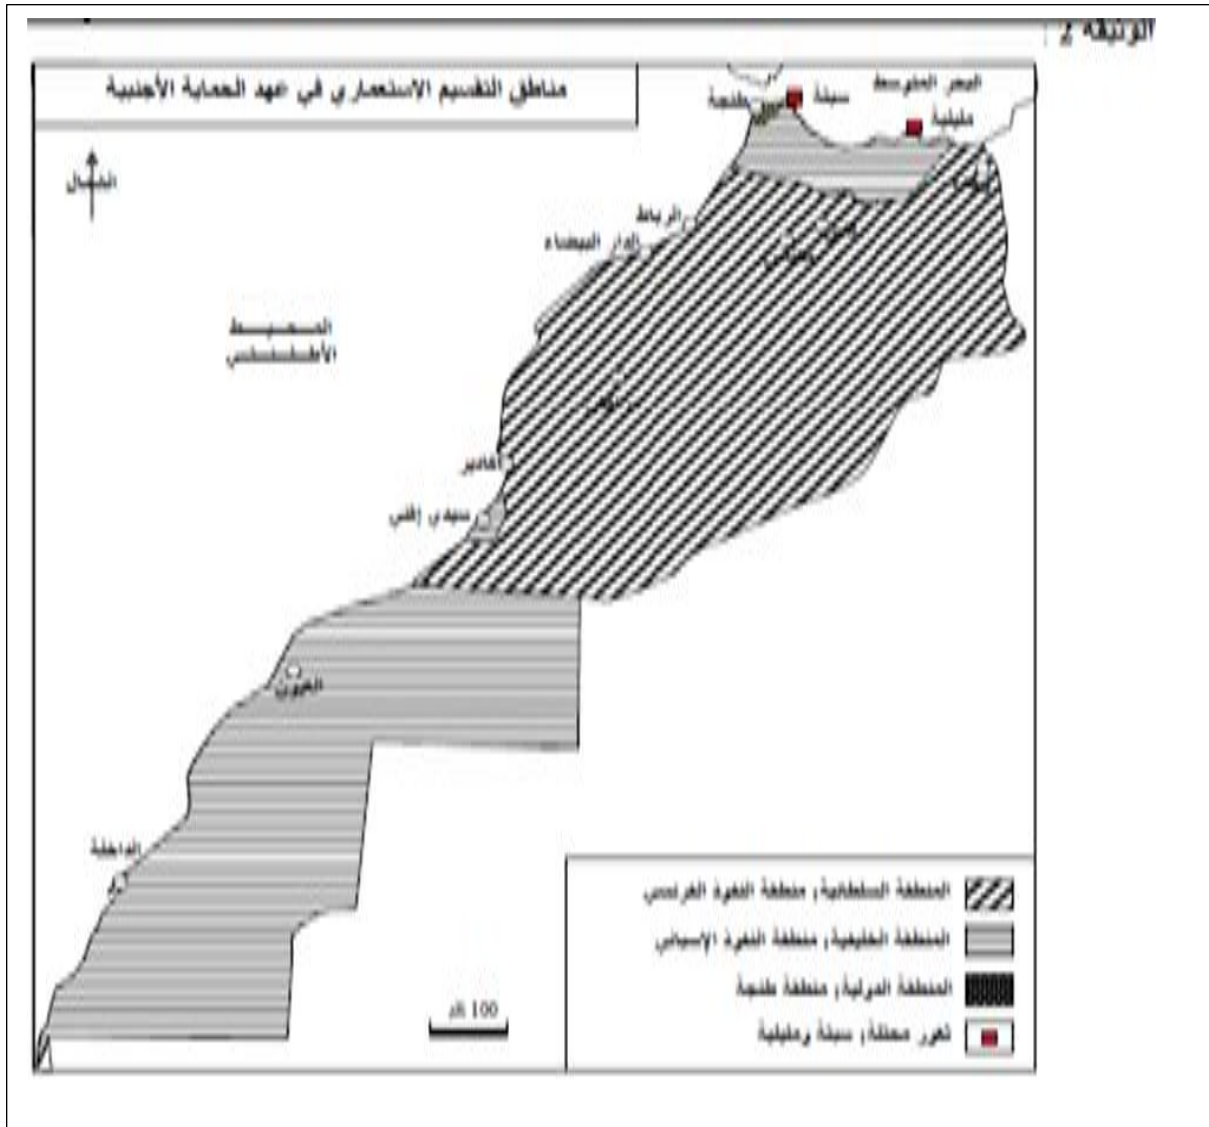 الوثيقة 2 :
مناطق التقسيم الاستعماري في عهد الحماية الأجنبية
البحر المتوسط
سبتة
طنجة
مليلية
الشمال
الرباط
الدار البيضاء
المحيط
الأطلنطي
أكادير
سيدي إفني
العيون
الداخلة
المنطقة السلطانية، منطقة النفوذ الفرنسي
المنطقة الخليفية، منطقة النفوذ الإسباني
المنطقة الدولية، منطقة طنجة
ثغور محتلة، سبتة ومليلية
100 كلم